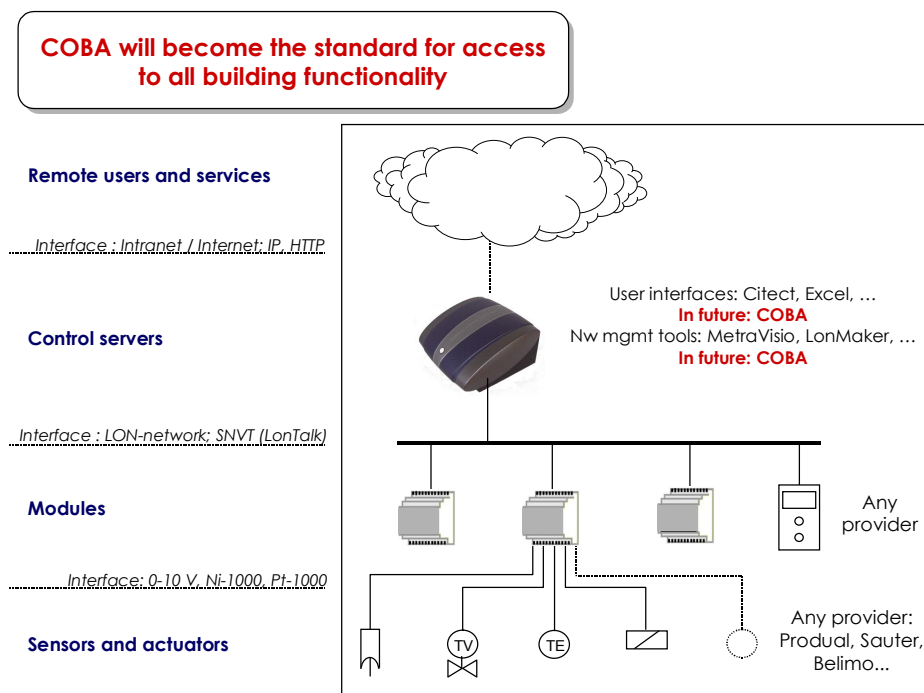 COBA will become the standard for access
to all building functionality
Remote users and services
Interface : Intranet / Internet; IP, HTTP
User interfaces: Citect, Excel, …
In future: COBA
Control servers
Nw mgmt tools: MetraVisio, LonMaker, …
In future: COBA
Interface : LON-network; SNVT (LonTalk)
Modules
Any
provider
Interface: 0-10 V, Ni-1000, Pt-1000
Sensors and actuators
TV
TE
Any provider:
Produal, Sauter,
Belimo...